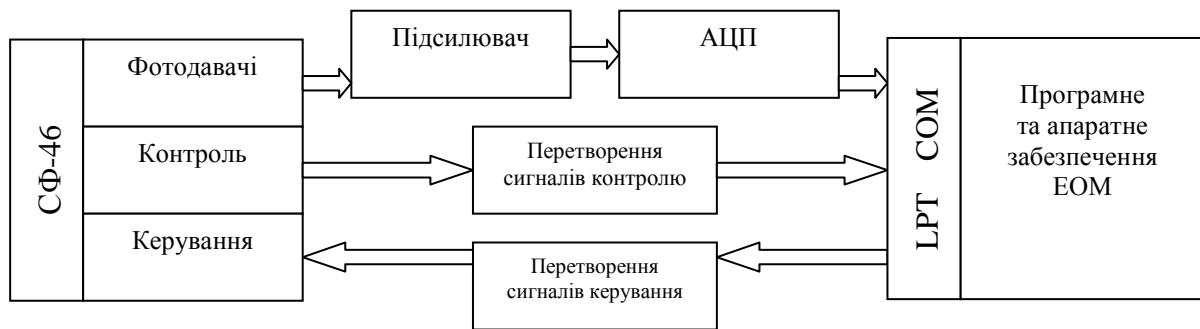 СФ-46
Фотодавачі
Контроль
Керування
Підсилювач
АЦП
Перетворення
сигналів контролю
Перетворення
сигналів керування
LPT COM
Програмне
та апаратне
забезпечення
ЕОМ